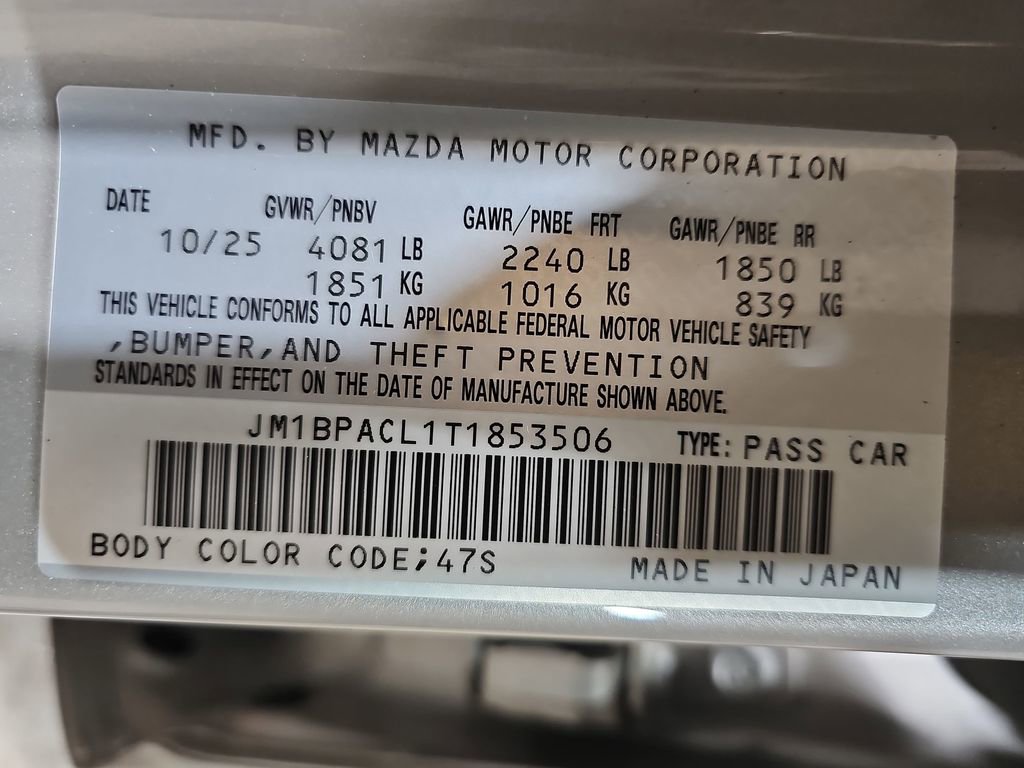 MFD. BY MAZDA MOTOR CORPORATION
DATE GVWR/PNBV GAWR/PNBE FRT GAWR/PNBE RR
10/25 4081 LB 2240 LB 1850 LB
1851 KG 1016 KG 839 KG
THIS VEHICLE CONFORMS TO ALL APPLICABLE FEDERAL MOTOR VEHICLE SAFETY
,BUMPER,AND THEFT PREVENTION
STANDARDS IN EFFECT ON THE DATE OF MANUFACTURE SHOWN ABOVE.
JM1BPACL1T1853506 TYPE: PASS CAR
BODY COLOR CODE;47S MADE IN JAPAN